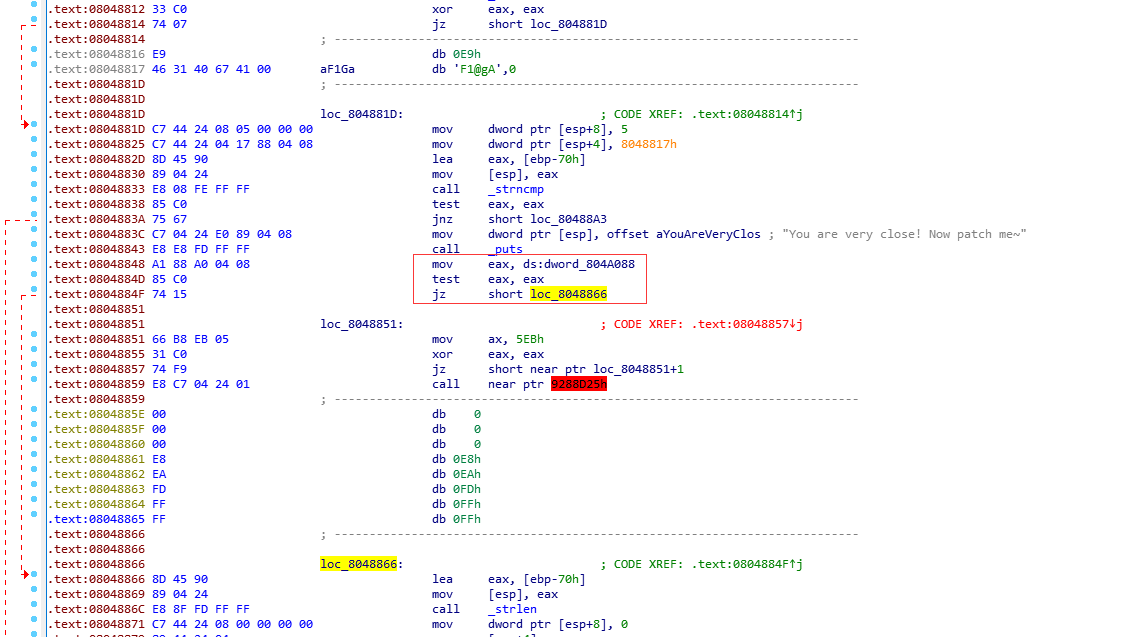 .text:08048812 33 C0 xor eax, eax
.text:08048814 74 07 jz short loc_804881D
.text:08048814 ; ---------------------------------------------------------------------------
.text:08048816 E9 db 0E9h
.text:08048817 46 31 40 67 41 00 aF1Ga db 'F1@gA',0
.text:0804881D ; ---------------------------------------------------------------------------
.text:0804881D
.text:0804881D loc_804881D: ; CODE XREF: .text:08048814↑j
.text:0804881D C7 44 24 08 05 00 00 00 mov dword ptr [esp+8], 5
.text:08048825 C7 44 24 04 17 88 04 08 mov dword ptr [esp+4], 8048817h
.text:0804882D 8D 45 90 lea eax, [ebp-70h]
.text:08048830 89 04 24 mov [esp], eax
.text:08048833 E8 08 FE FF FF call _strncmp
.text:08048838 85 C0 test eax, eax
.text:0804883A 75 67 jnz short loc_80488A3
.text:0804883C C7 04 24 E0 89 04 08 mov dword ptr [esp], offset aYouAreVeryClos ; "You are very close! Now patch me~"
.text:08048843 E8 E8 FD FF FF call _puts
.text:08048848 A1 88 A0 04 08 mov eax, ds:dword_804A088
.text:0804884D 85 C0 test eax, eax
.text:0804884F 74 15 jz short loc_8048866
.text:08048851
.text:08048851 loc_8048851: ; CODE XREF: .text:08048857↓j
.text:08048851 66 B8 EB 05 mov ax, 5EBh
.text:08048855 31 C0 xor eax, eax
.text:08048857 74 F9 jz short near ptr loc_8048851+1
.text:08048859 E8 C7 04 24 01 call near ptr 9288D25h
.text:08048859 ; ---------------------------------------------------------------------------
.text:0804885E 00 db 0
.text:0804885F 00 db 0
.text:08048860 00 db 0
.text:08048861 E8 db 0E8h
.text:08048862 EA db 0EAh
.text:08048863 FD db 0FDh
.text:08048864 FF db 0FFh
.text:08048865 FF db 0FFh
.text:08048866 ; ---------------------------------------------------------------------------
.text:08048866
.text:08048866 loc_8048866: ; CODE XREF: .text:0804884F↑j
.text:08048866 8D 45 90 lea eax, [ebp-70h]
.text:08048869 89 04 24 mov [esp], eax
.text:0804886C E8 8F FD FF FF call _strlen
.text:08048871 C7 44 24 08 00 00 00 00 mov dword ptr [esp+8], 0